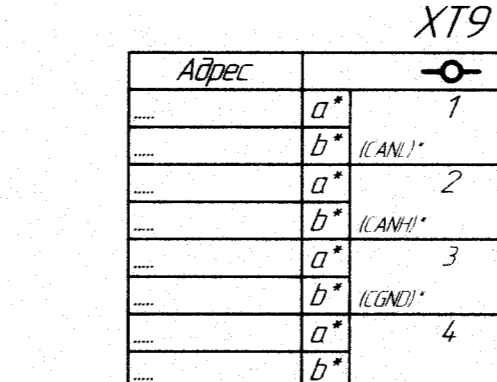 XT9
Адрес
..... a* 1
..... b* (CANL)*
..... a* 2
..... b* (CANH)*
..... a* 3
..... b* (CGND)*
..... a* 4
..... b*